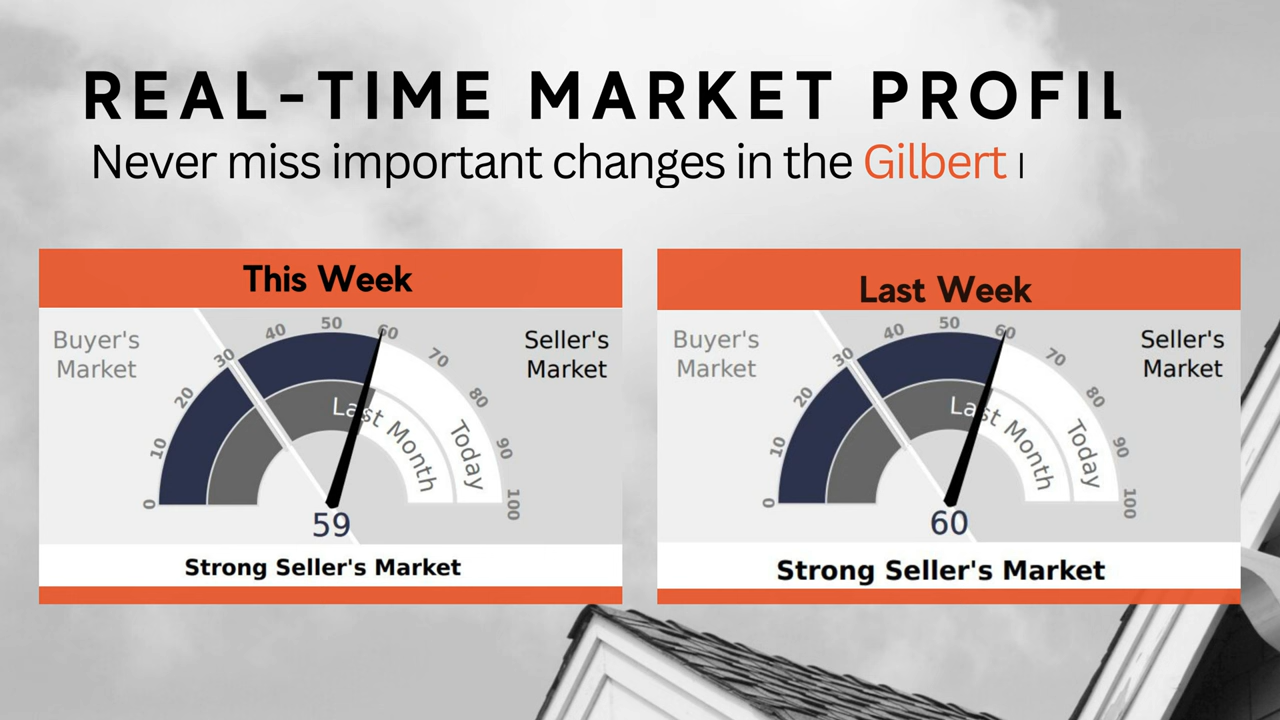 REAL-TIME MARKET PROFIL
Never miss important changes in the Gilbert
This Week
Buyer's
Market
Seller's
Market
0
10
20
30
40
50
60
70
80
90
100
Last Month
Today
59
Strong Seller's Market
Last Week
Buyer's
Market
Seller's
Market
0
10
20
30
40
50
60
70
80
90
100
Last Month
Today
60
Strong Seller's Market